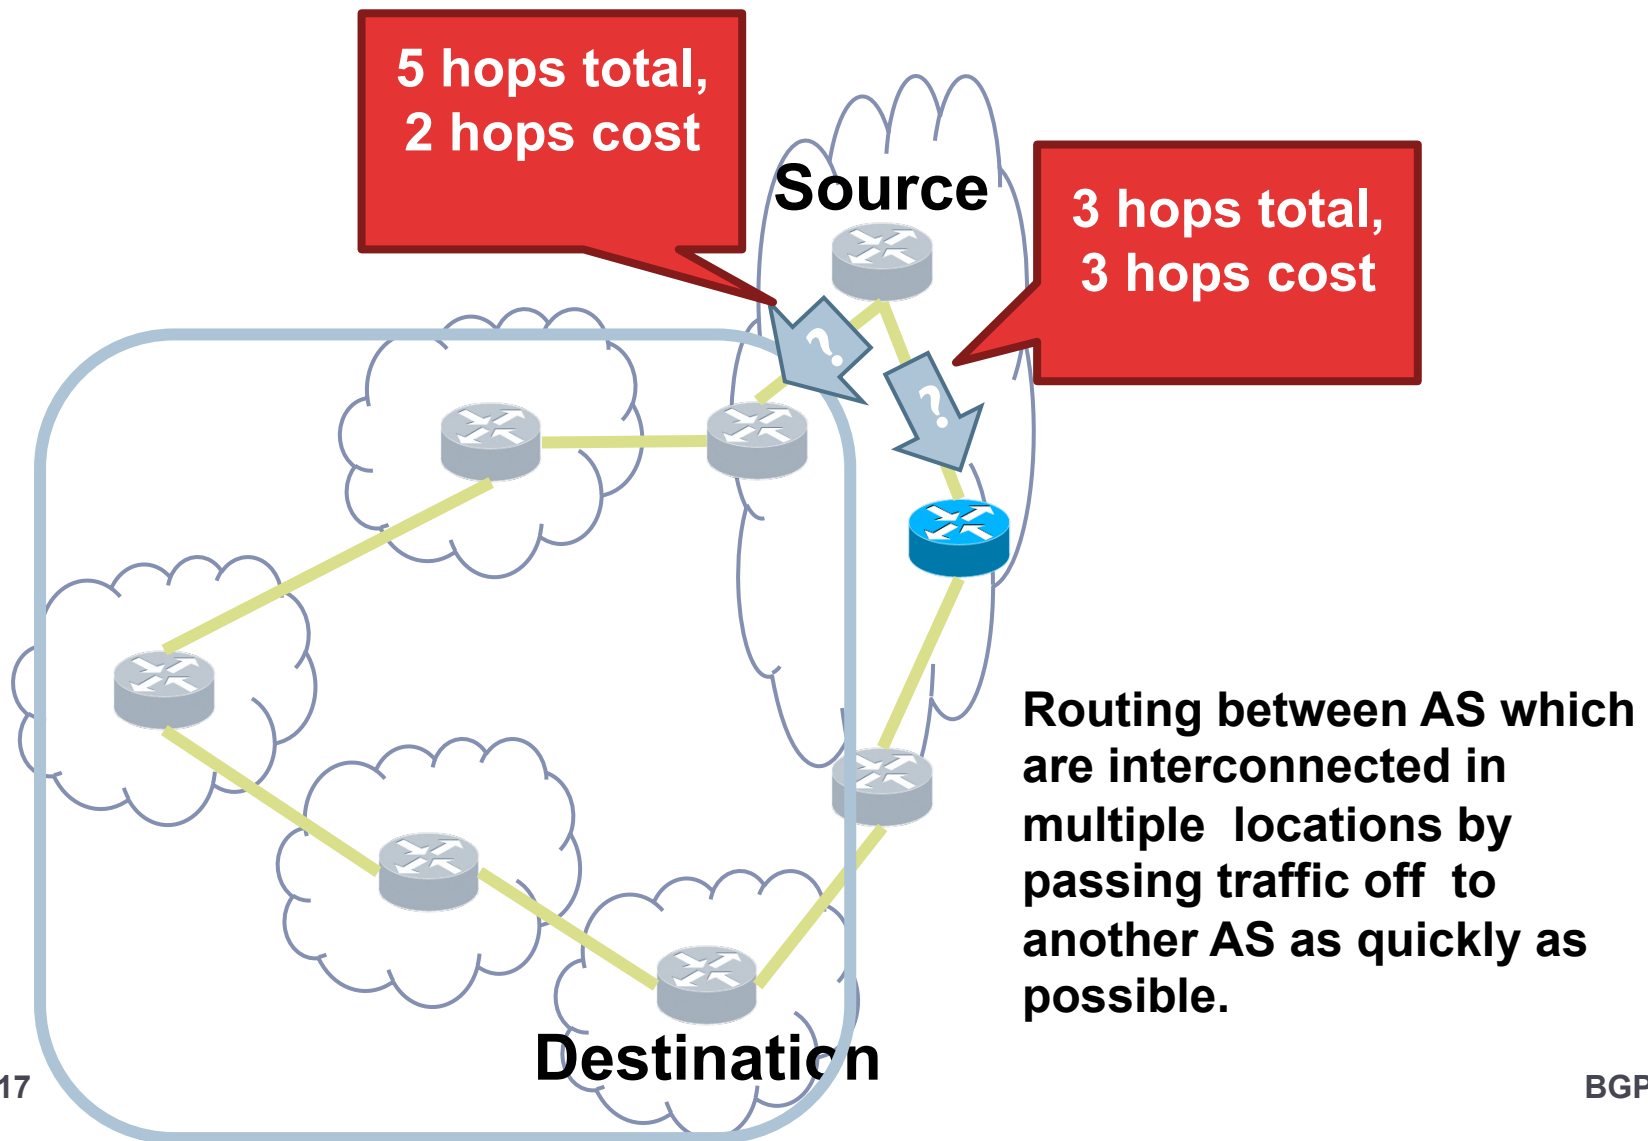 5 hops total,
2 hops cost
Source
3 hops total,
3 hops cost
?
?
Routing between AS which
are interconnected in
multiple  locations by
passing traffic off  to
another AS as quickly as
possible.
Destination
17
BGP